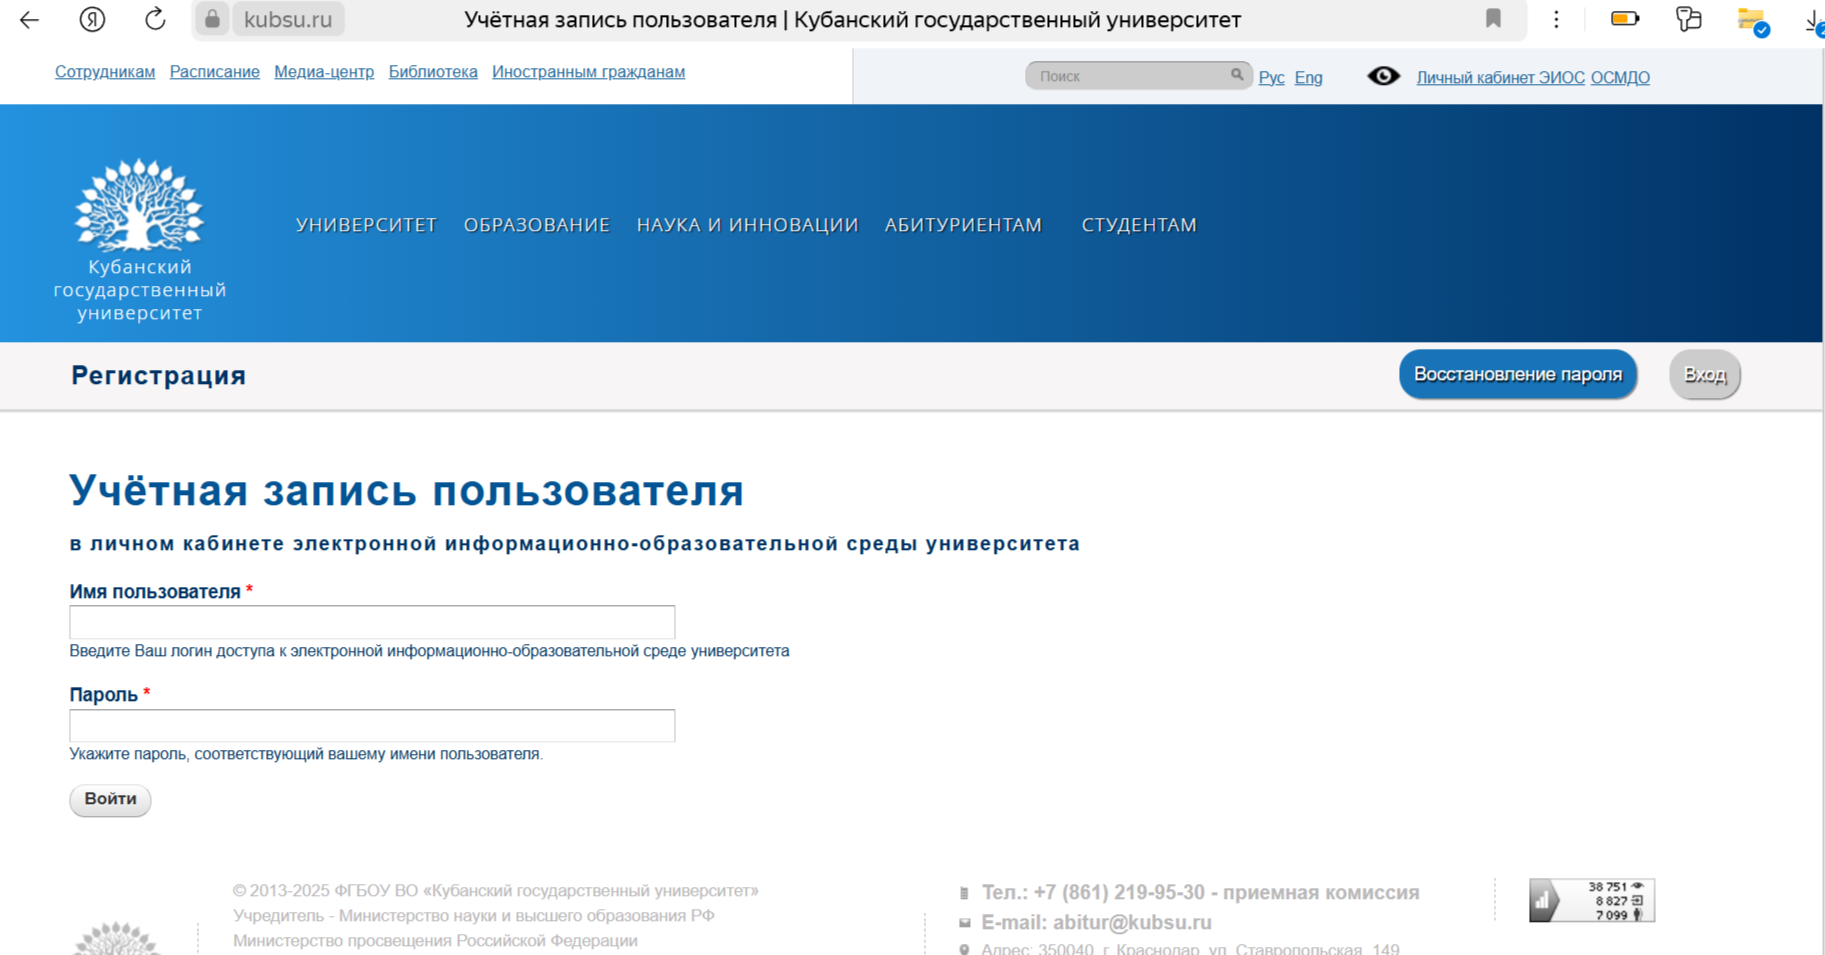 Я
kubsu.ru
Учётная запись пользователя | Кубанский государственный университет
Сотрудникам Расписание Медиа-центр Библиотека Иностранным гражданам
Поиск
Рус Eng
Личный кабинет ЭИОС ОСМДО
Кубанский
государственный
университет
УНИВЕРСИТЕТ ОБРАЗОВАНИЕ НАУКА И ИННОВАЦИИ АБИТУРИЕНТАМ СТУДЕНТАМ
Регистрация
Восстановление пароля
Вход
Учётная запись пользователя
в личном кабинете электронной информационно-образовательной среды университета
Имя пользователя *
Введите Ваш логин доступа к электронной информационно-образовательной среде университета
Пароль *
Укажите пароль, соответствующий вашему имени пользователя.
Войти
© 2013-2025 ФГБОУ ВО «Кубанский государственный университет»
Учредитель - Министерство науки и высшего образования РФ
Министерство просвещения Российской Федерации
Тел.: +7 (861) 219-95-30 - приемная комиссия
E-mail: abitur@kubsu.ru
Адрес: 350040, г. Краснодар, ул. Ставропольская, 149
38 751
8 827
7 099